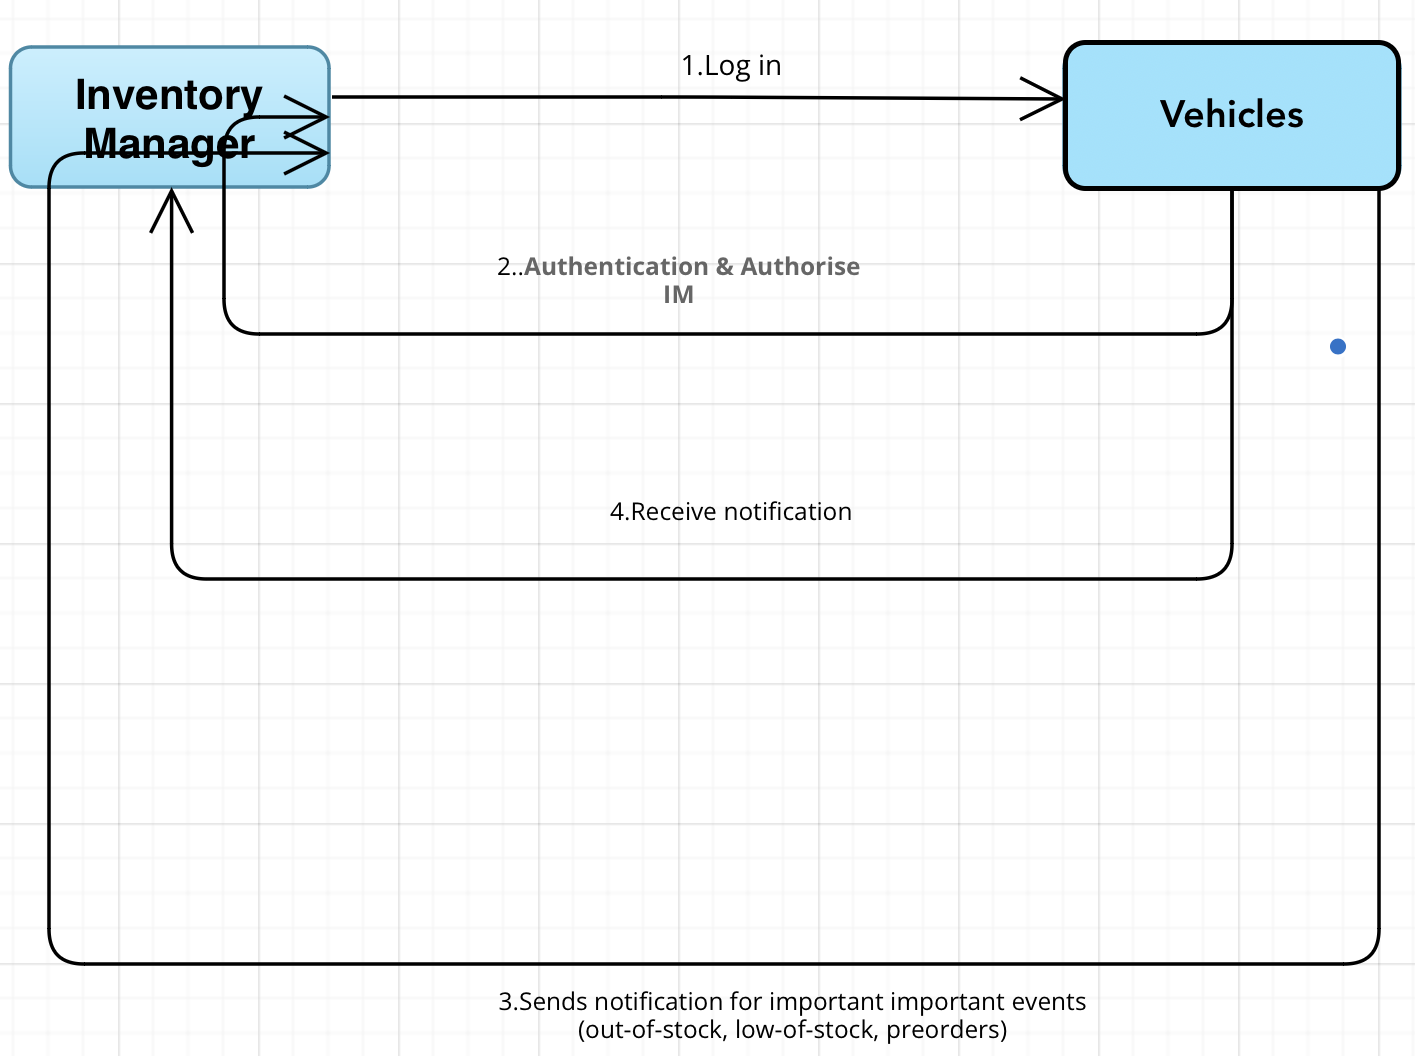 Inventory
Manager
1.Log in
Vehicles
2..Authentication & Authorise
IM
4.Receive notification
3.Sends notification for important important events
(out-of-stock, low-of-stock, preorders)